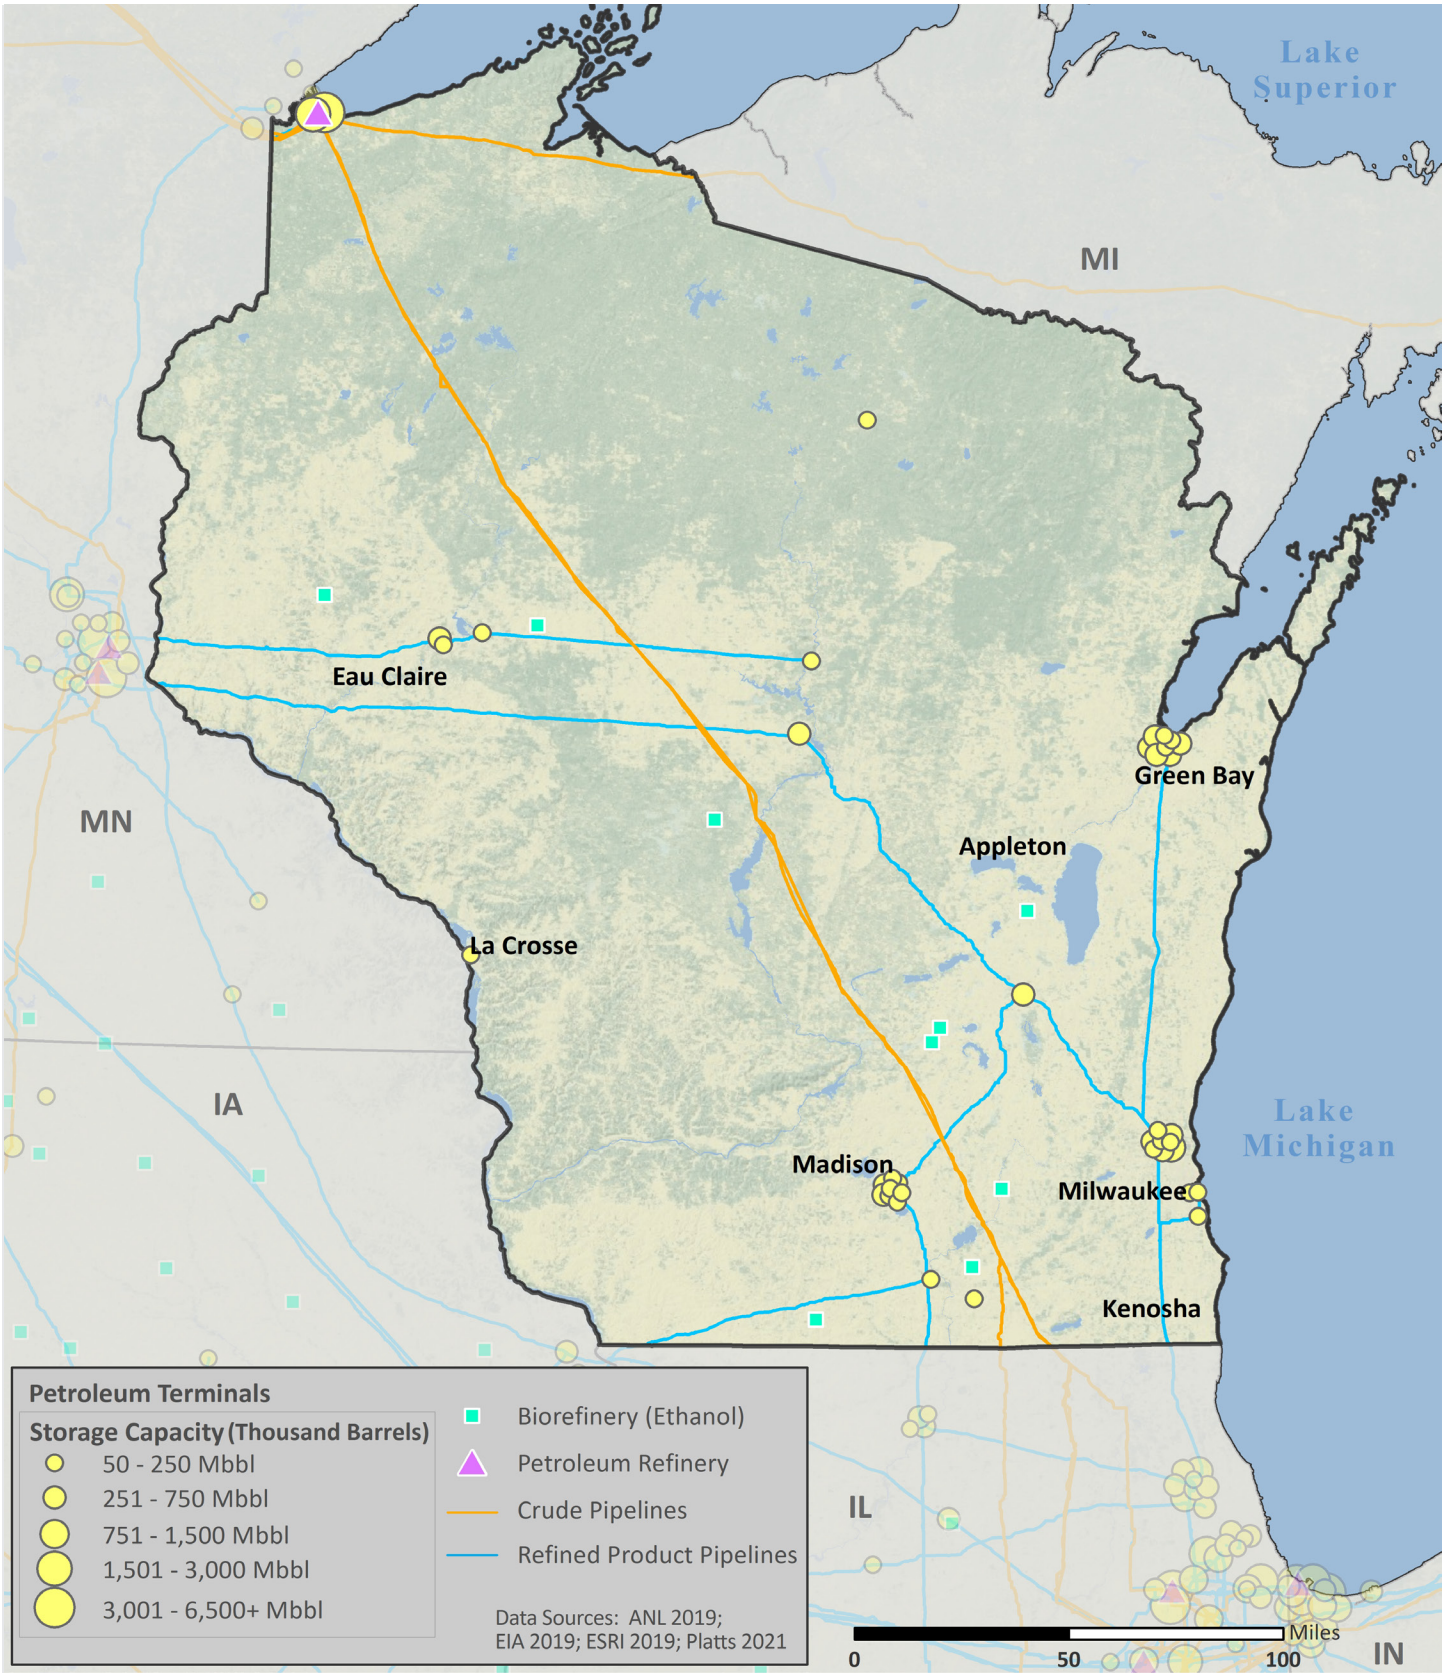 Lake
Superior
MI
Eau Claire
Green Bay
MN
Appleton
La Crosse
IA
Lake
Michigan
Madison
Milwaukee
Kenosha
Petroleum Terminals
Storage Capacity (Thousand Barrels)
50 - 250 Mbbl
251 - 750 Mbbl
751 - 1,500 Mbbl
1,501 - 3,000 Mbbl
3,001 - 6,500+ Mbbl
Biorefinery (Ethanol)
Petroleum Refinery
Crude Pipelines
Refined Product Pipelines
Data Sources: ANL 2019;
EIA 2019; ESRI 2019; Platts 2021
IL
Miles
0 50 100
IN